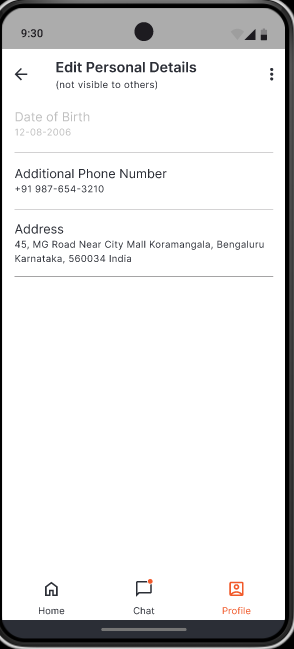 9:30
Edit Personal Details
(not visible to others)
Date of Birth
12-08-2006
Additional Phone Number
+91 987-654-3210
Address
45, MG Road Near City Mall Koramangala, Bengaluru
Karnataka, 560034 India
Home
Chat
Profile